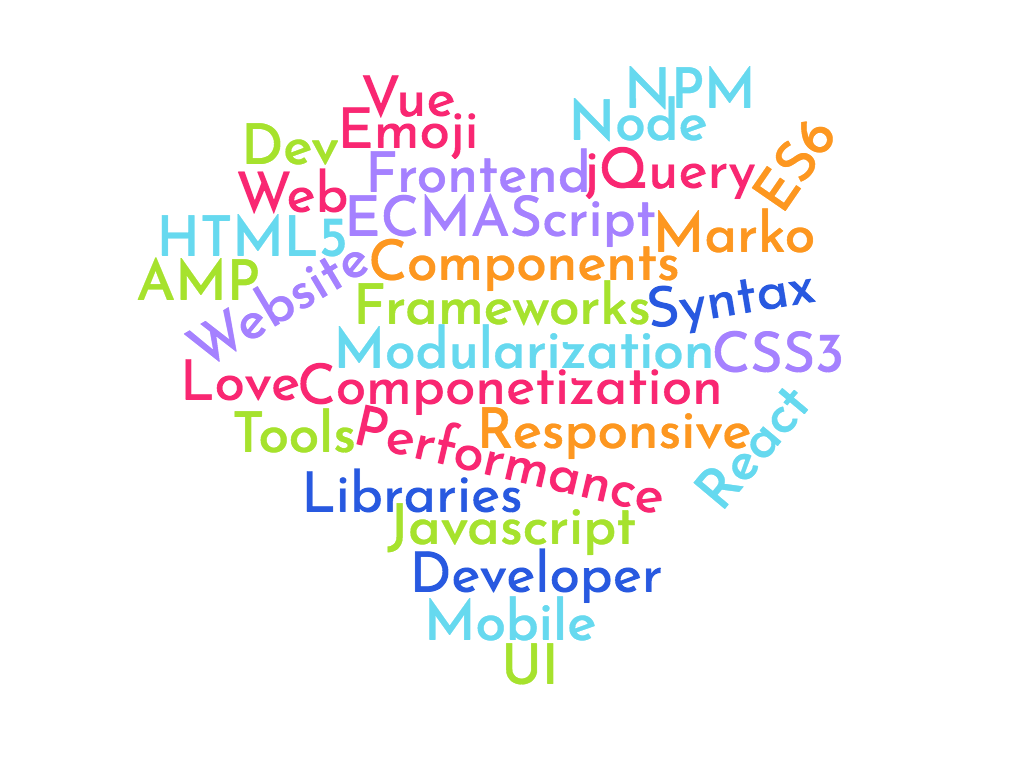 NPM
Vue
Node
Emoji
Dev
ES6
Frontend
jQuery
Web
ECMAScript
HTML5
Marko
Components
AMP
Website
Frameworks
Syntax
Modularization
CSS3
Love
Componetization
Tools
Performance
Responsive
React
Libraries
Javascript
Developer
Mobile
UI